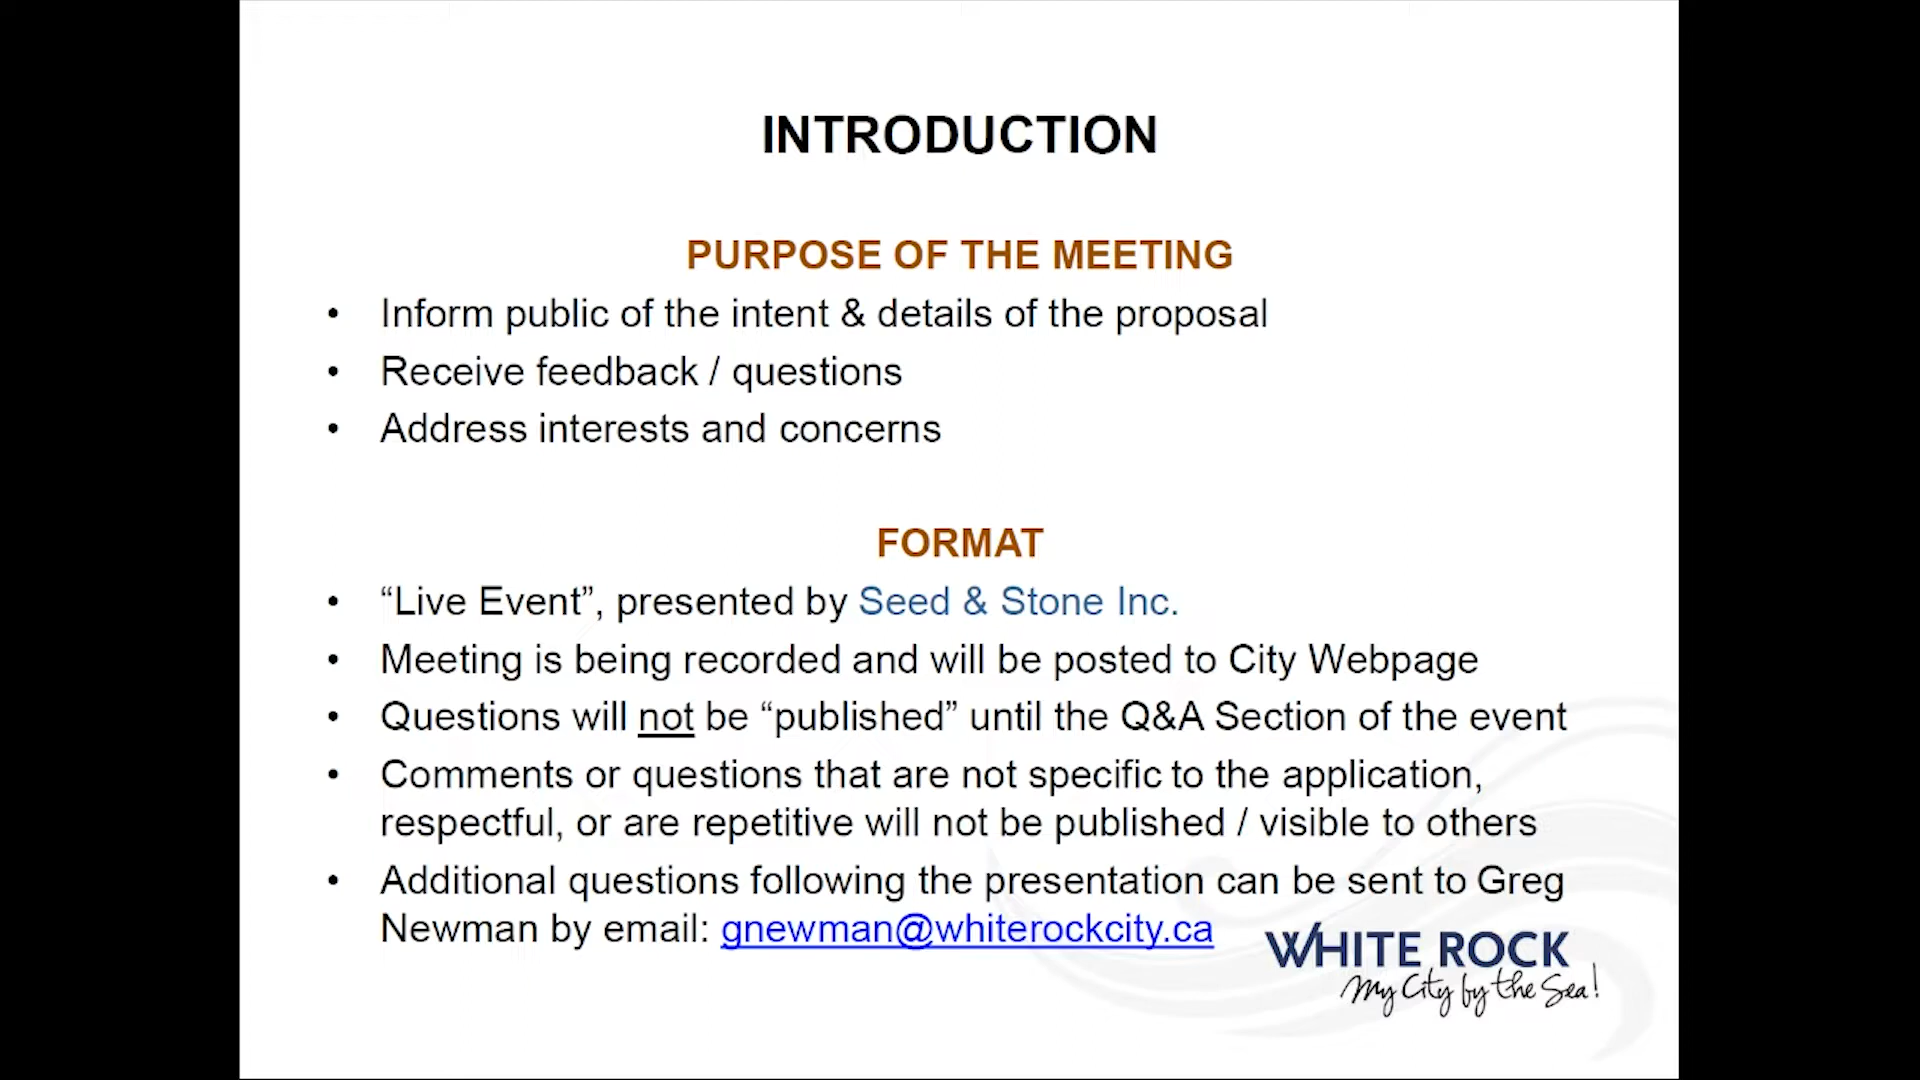 INTRODUCTION
PURPOSE OF THE MEETING
• Inform public of the intent & details of the proposal
• Receive feedback / questions
• Address interests and concerns
FORMAT
• “Live Event”, presented by Seed & Stone Inc.
• Meeting is being recorded and will be posted to City Webpage
• Questions will not be “published” until the Q&A Section of the event
• Comments or questions that are not specific to the application,
respectful, or are repetitive will not be published / visible to others
• Additional questions following the presentation can be sent to Greg
Newman by email: gnewman@whiterockcity.ca
WHITE ROCK
My City by the Sea!